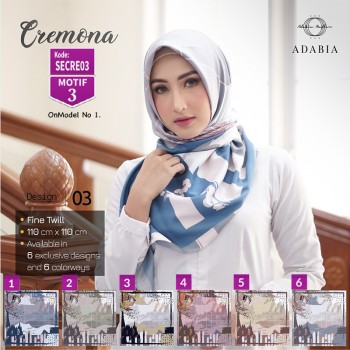 Cremona
Kode:
SECRE03
MOTIF
3
OnModel No 1.
ADABIA
Design 03
• Fine Twill
• 110 cm x 110 cm
• Available in
6 exclusive designs
and 6 colorways
1 2 3 4 5 6